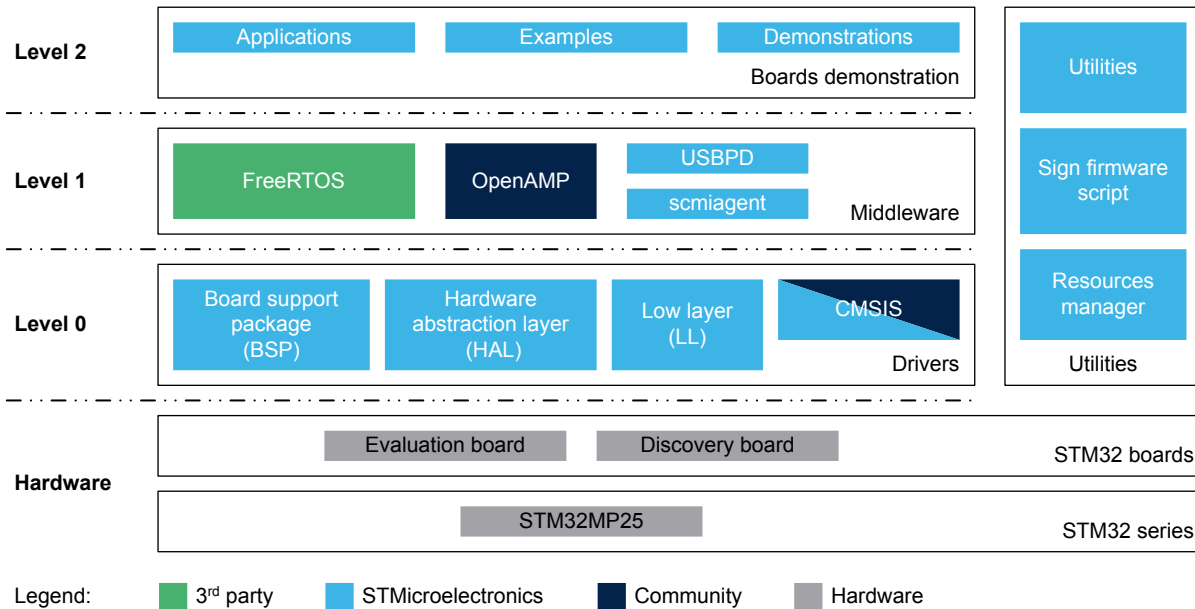 Level 2
Applications
Examples
Demonstrations
Boards demonstration
Level 1
FreeRTOS
OpenAMP
USBPD
scmiagent
Middleware
Level 0
Board support
package
(BSP)
Hardware
abstraction layer
(HAL)
Low layer
(LL)
CMSIS
Drivers
Utilities
Sign firmware
script
Resources
manager
Utilities
Hardware
Evaluation board
Discovery board
STM32 boards
STM32MP25
STM32 series
Legend:
3rd party
STMicroelectronics
Community
Hardware